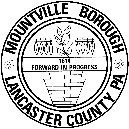 MOUNTVILLE BOROUGH
1814
FORWARD IN PROGRESS
LANCASTER COUNTY PA